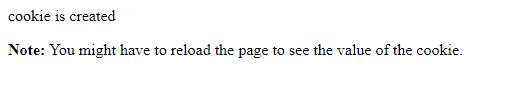 cookie is created
Note: You might have to reload the page to see the value of the cookie.